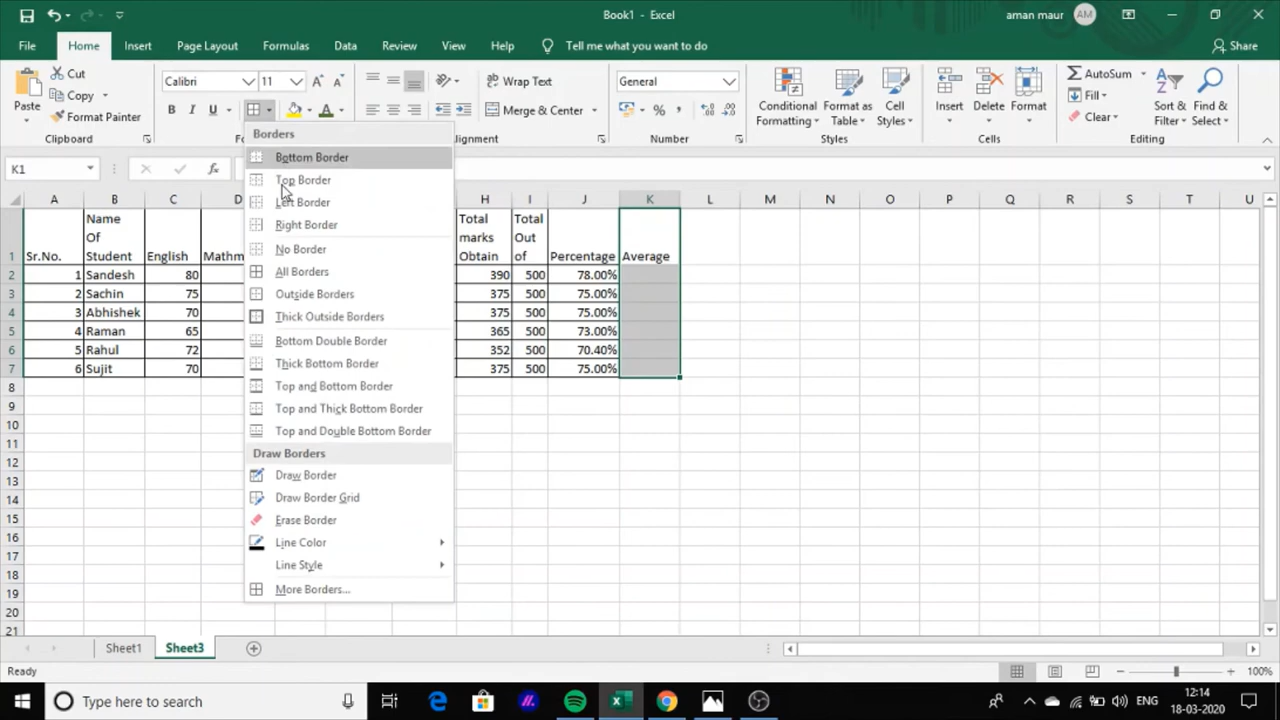 Book1 - Excel
aman maur AM
File Home Insert Page Layout Formulas Data Review View Help Tell me what you want to do Share
Paste Cut Copy Format Painter
Calibri 11
B I U A
Wrap Text
Merge & Center
General
%
Conditional Formatting
Format as Table
Cell Styles
Insert Delete Format
AutoSum
Fill
Clear
Sort & Filter
Find & Select
Clipboard Number Styles Cells Editing
K1 fx
Borders
Bottom Border
Top Border
Left Border
Right Border
No Border
All Borders
Outside Borders
Thick Outside Borders
Bottom Double Border
Thick Bottom Border
Top and Bottom Border
Top and Thick Bottom Border
Top and Double Bottom Border
Draw Borders
Draw Border
Draw Border Grid
Erase Border
Line Color
Line Style
More Borders...
A B C D H I J K L M N O P Q R S T U
1 Sr.No. Name Of Student English Mathm Total marks Obtain Total Out of Percentage Average
2 1 Sandesh 80 390 500 78.00%
3 2 Sachin 75 375 500 75.00%
4 3 Abhishek 70 375 500 75.00%
5 4 Raman 65 365 500 73.00%
6 5 Rahul 72 352 500 70.40%
7 6 Sujit 70 375 500 75.00%
8
9
10
11
12
13
14
15
16
17
18
19
20
21
Sheet1 Sheet3
Ready 100%
Type here to search
ENG 12:14
18-03-2020